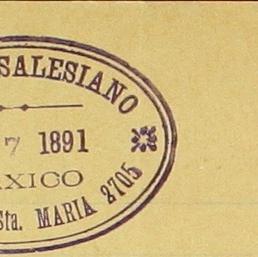 SALESIANO
7 1891
XICO
Sta. MARIA 2705